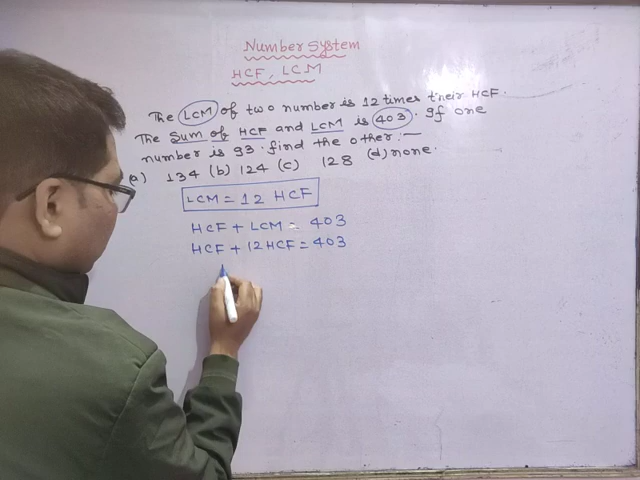 Number System
HCF, LCM
The LCM of two number is 12 times their HCF.
The Sum of HCF and LCM is 403. If one
number is 93. find the other:—
(a) 134 (b) 124 (c) 128 (d) none.
LCM = 12 HCF
HCF + LCM = 403
HCF + 12 HCF = 403